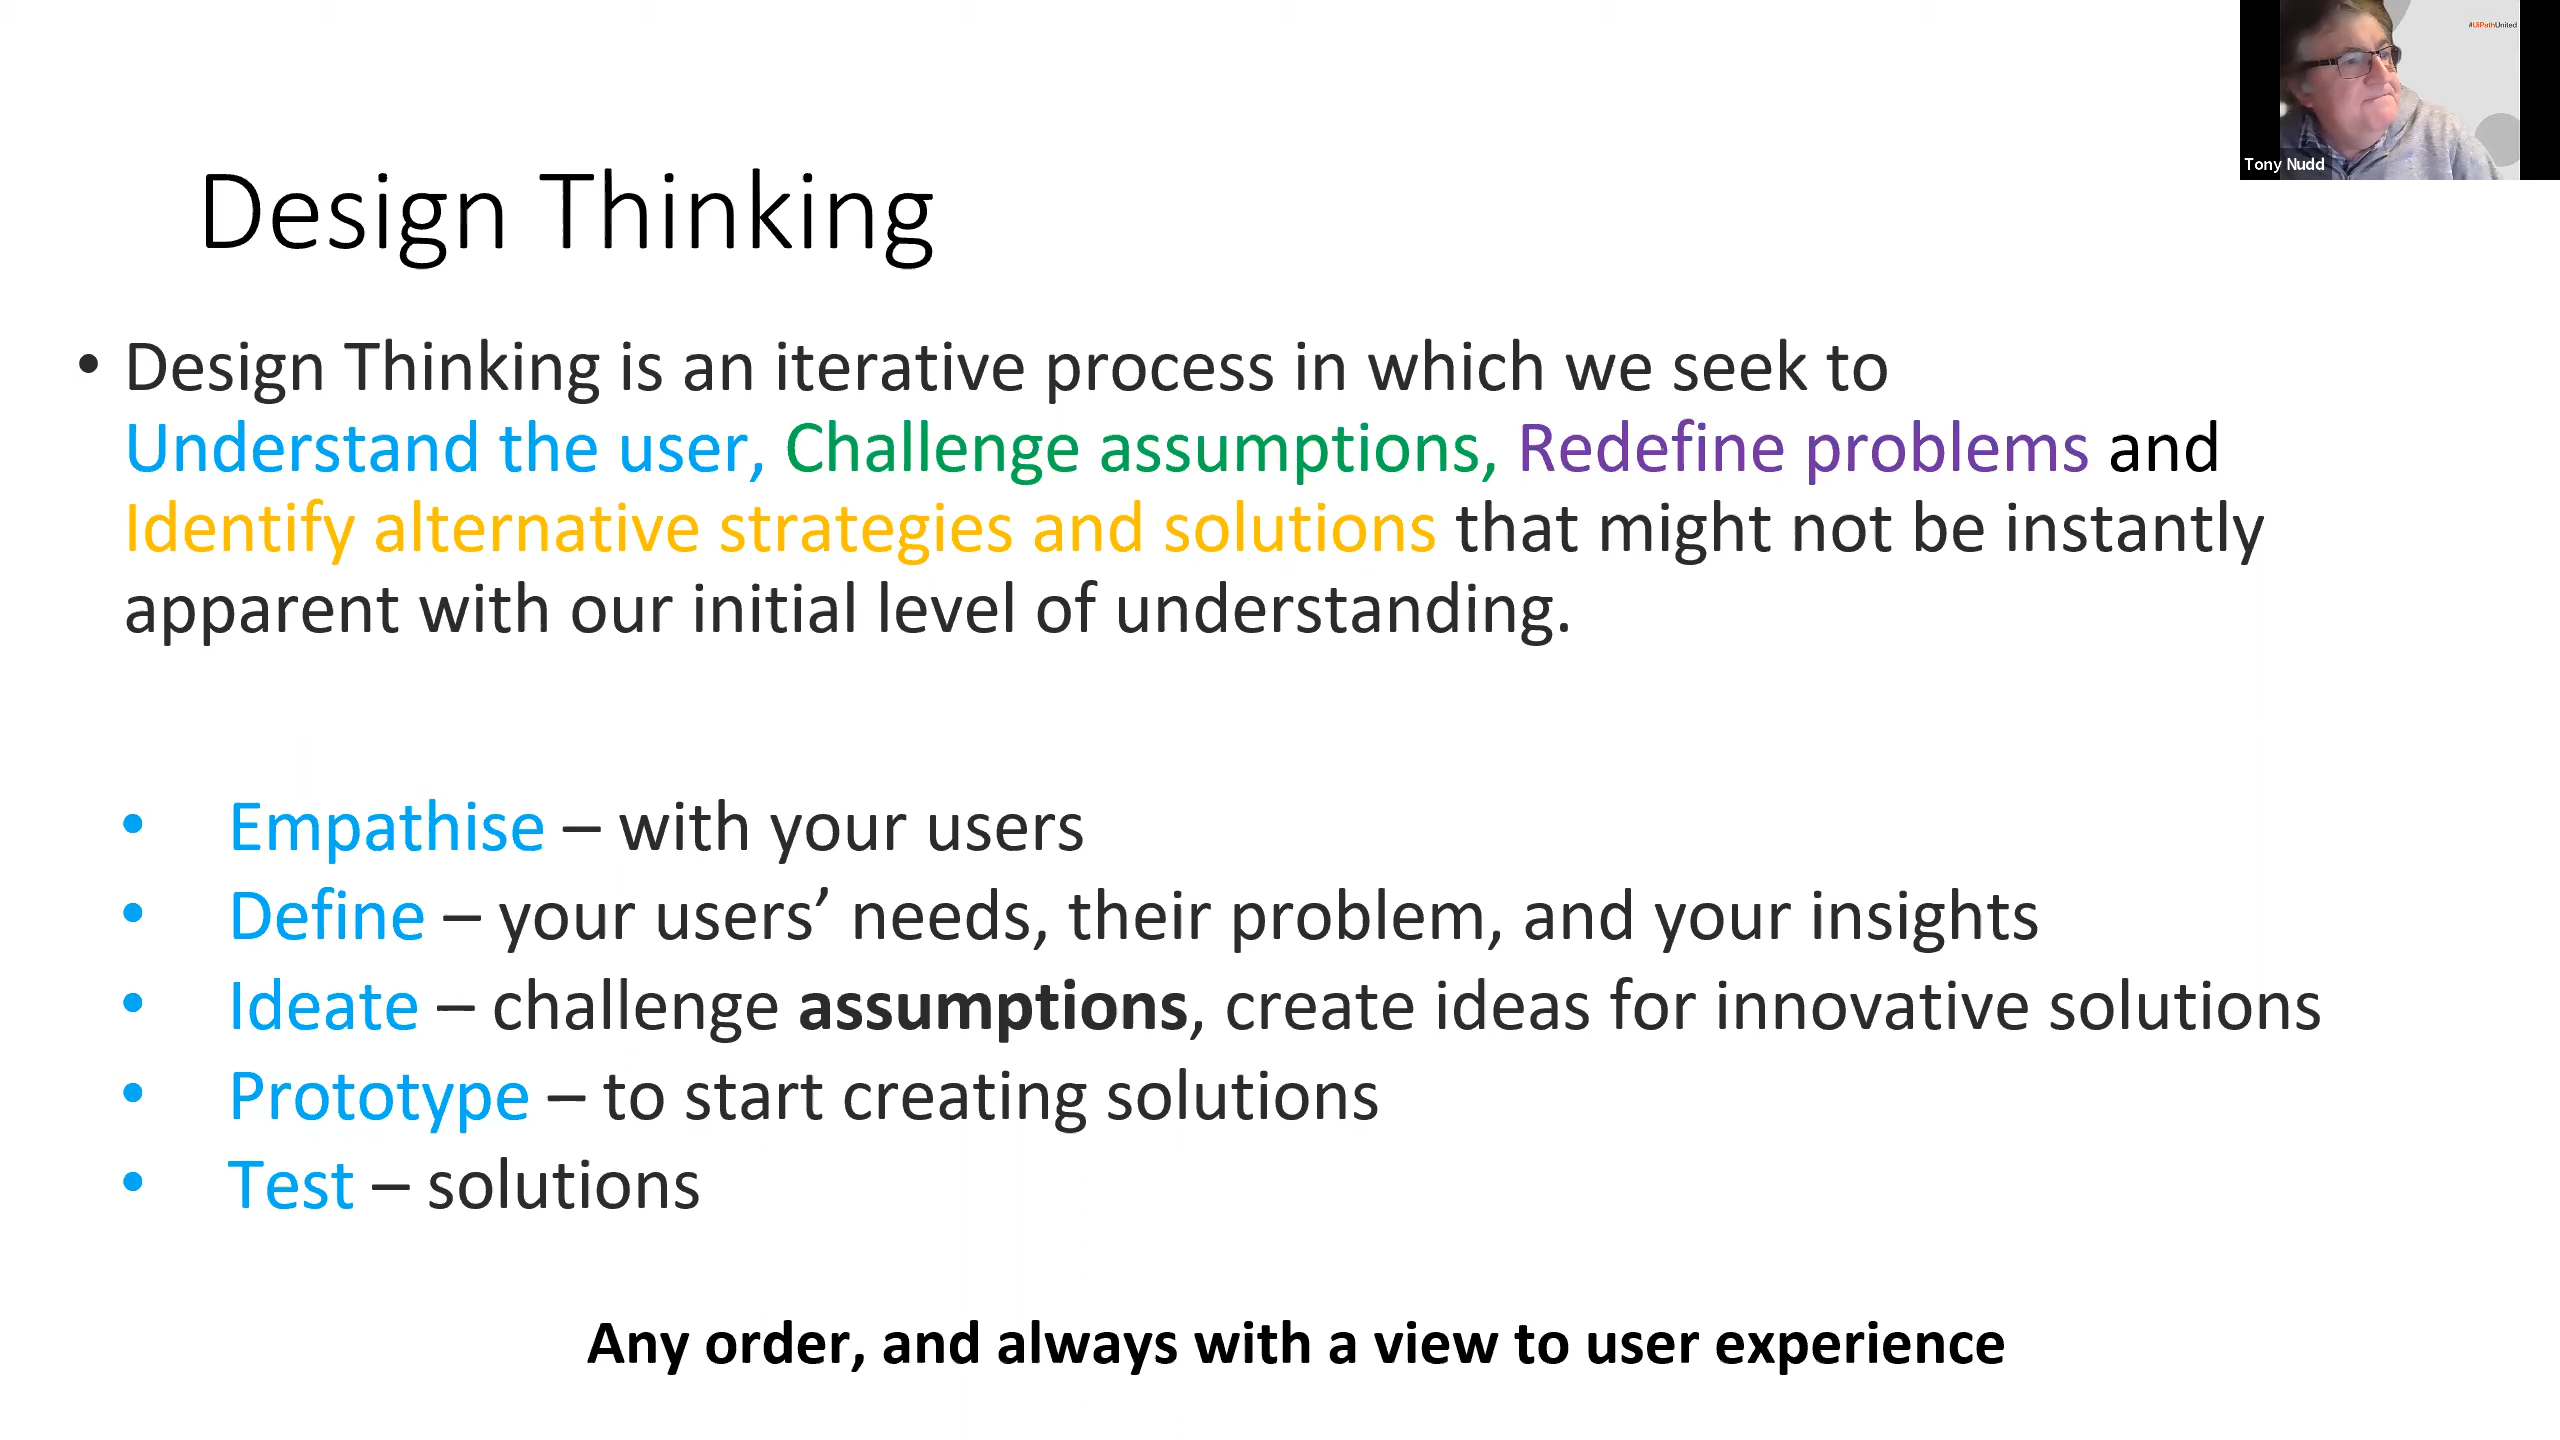 #UiPathUnited
Tony Nudd
Design Thinking
• Design Thinking is an iterative process in which we seek to
Understand the user, Challenge assumptions, Redefine problems and
Identify alternative strategies and solutions that might not be instantly
apparent with our initial level of understanding.
• Empathise – with your users
• Define – your users’ needs, their problem, and your insights
• Ideate – challenge assumptions, create ideas for innovative solutions
• Prototype – to start creating solutions
• Test – solutions
Any order, and always with a view to user experience